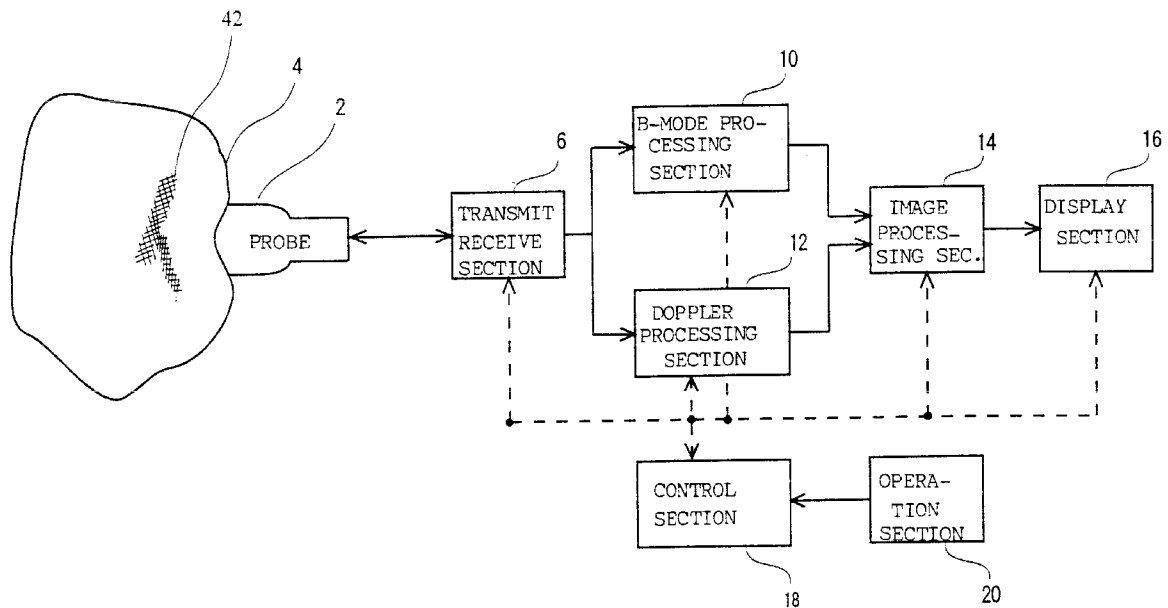 42
4
2
PROBE
6
TRANSMIT
RECEIVE
SECTION
10
B-MODE PRO-
CESSING
SECTION
12
DOPPLER
PROCESSING
SECTION
14
IMAGE
PROCES-
SING SEC.
16
DISPLAY
SECTION
CONTROL
SECTION
18
OPERA-
TION
SECTION
20